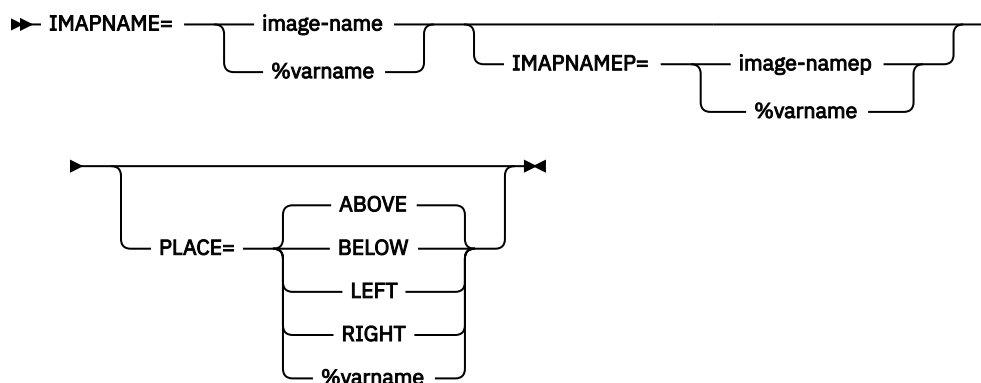 IMAPNAME= image-name
%varname
IMAPNAMEP= image-namep
%varname
PLACE= ABOVE
BELOW
LEFT
RIGHT
%varname